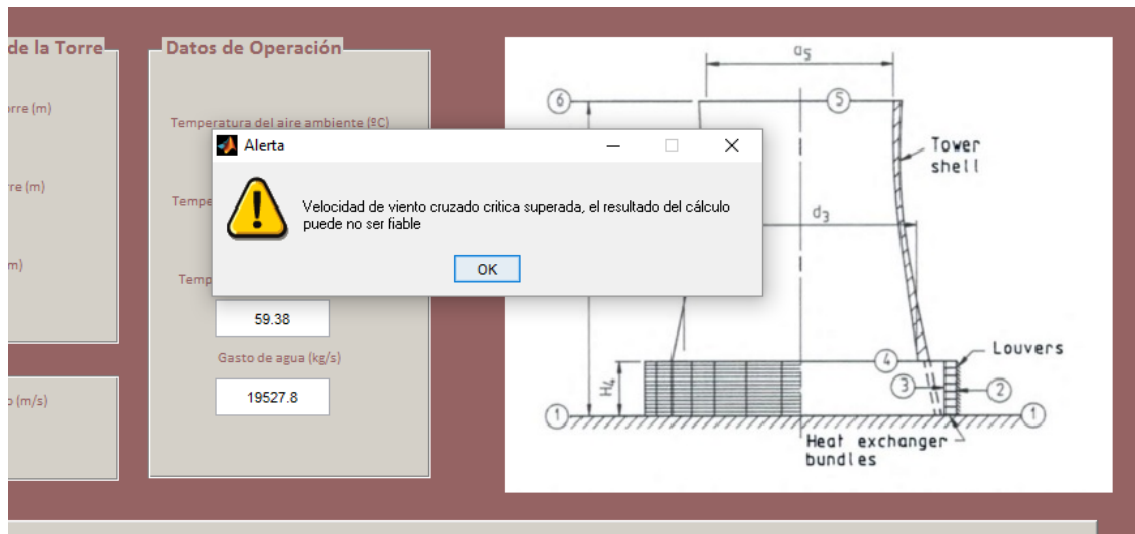 de la Torre
Datos de Operación
orre (m)
Temperatura del aire ambiente (ºC)
Alerta
rre (m)
Tempe
Velocidad de viento cruzado critica superada, el resultado del cálculo
puede no ser fiable
OK
m)
Temp
59.38
Gasto de agua (kg/s)
19527.8
o (m/s)
a5
6
5
Tower
shell
d3
Louvers
4
H4
3
2
1
1
Heat exchanger
bundles